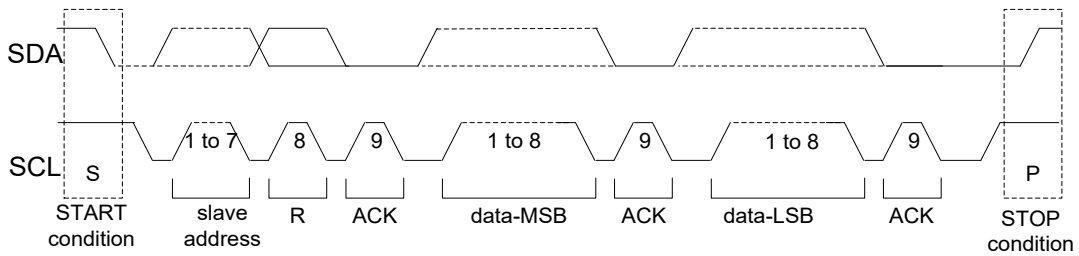 SDA
1 to 7 8 9 1 to 8 9 1 to 8 9
SCL
S P
START condition
slave address
R
ACK
data-MSB
ACK
data-LSB
ACK
STOP condition